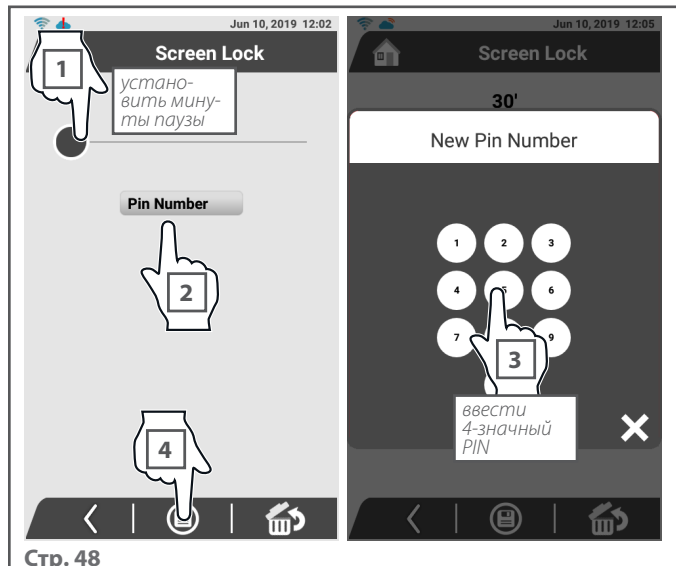 Jun 10, 2019 12:02
Screen Lock
1
устано-
вить мину-
ты паузы
Pin Number
2
4
Jun 10, 2019 12:05
Screen Lock
30'
New Pin Number
1 2 3
4 5 6
7 9
3
ввести
4-значный
PIN
Стр. 48